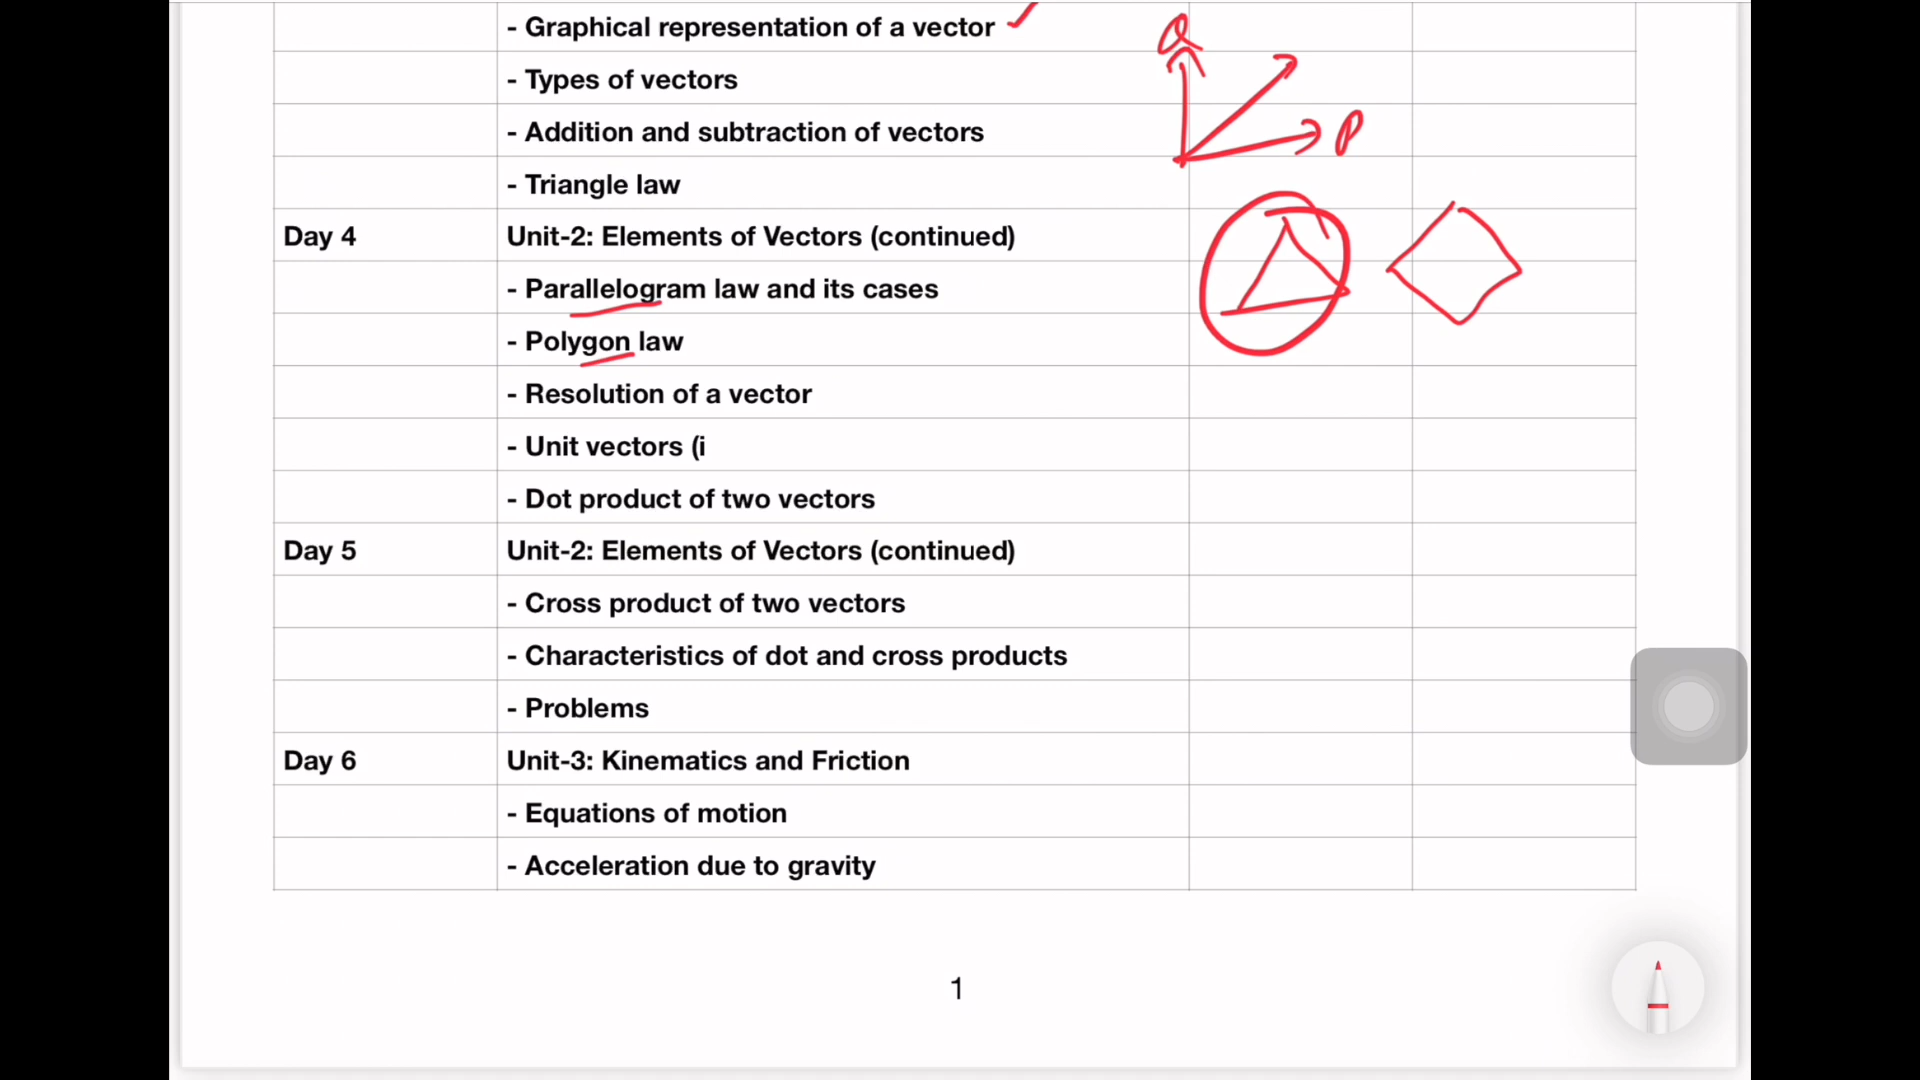 - Graphical representation of a vector
Q
- Types of vectors
- Addition and subtraction of vectors
P
- Triangle law
Day 4 Unit-2: Elements of Vectors (continued)
- Parallelogram law and its cases
- Polygon law
- Resolution of a vector
- Unit vectors (i
- Dot product of two vectors
Day 5 Unit-2: Elements of Vectors (continued)
- Cross product of two vectors
- Characteristics of dot and cross products
- Problems
Day 6 Unit-3: Kinematics and Friction
- Equations of motion
- Acceleration due to gravity
1